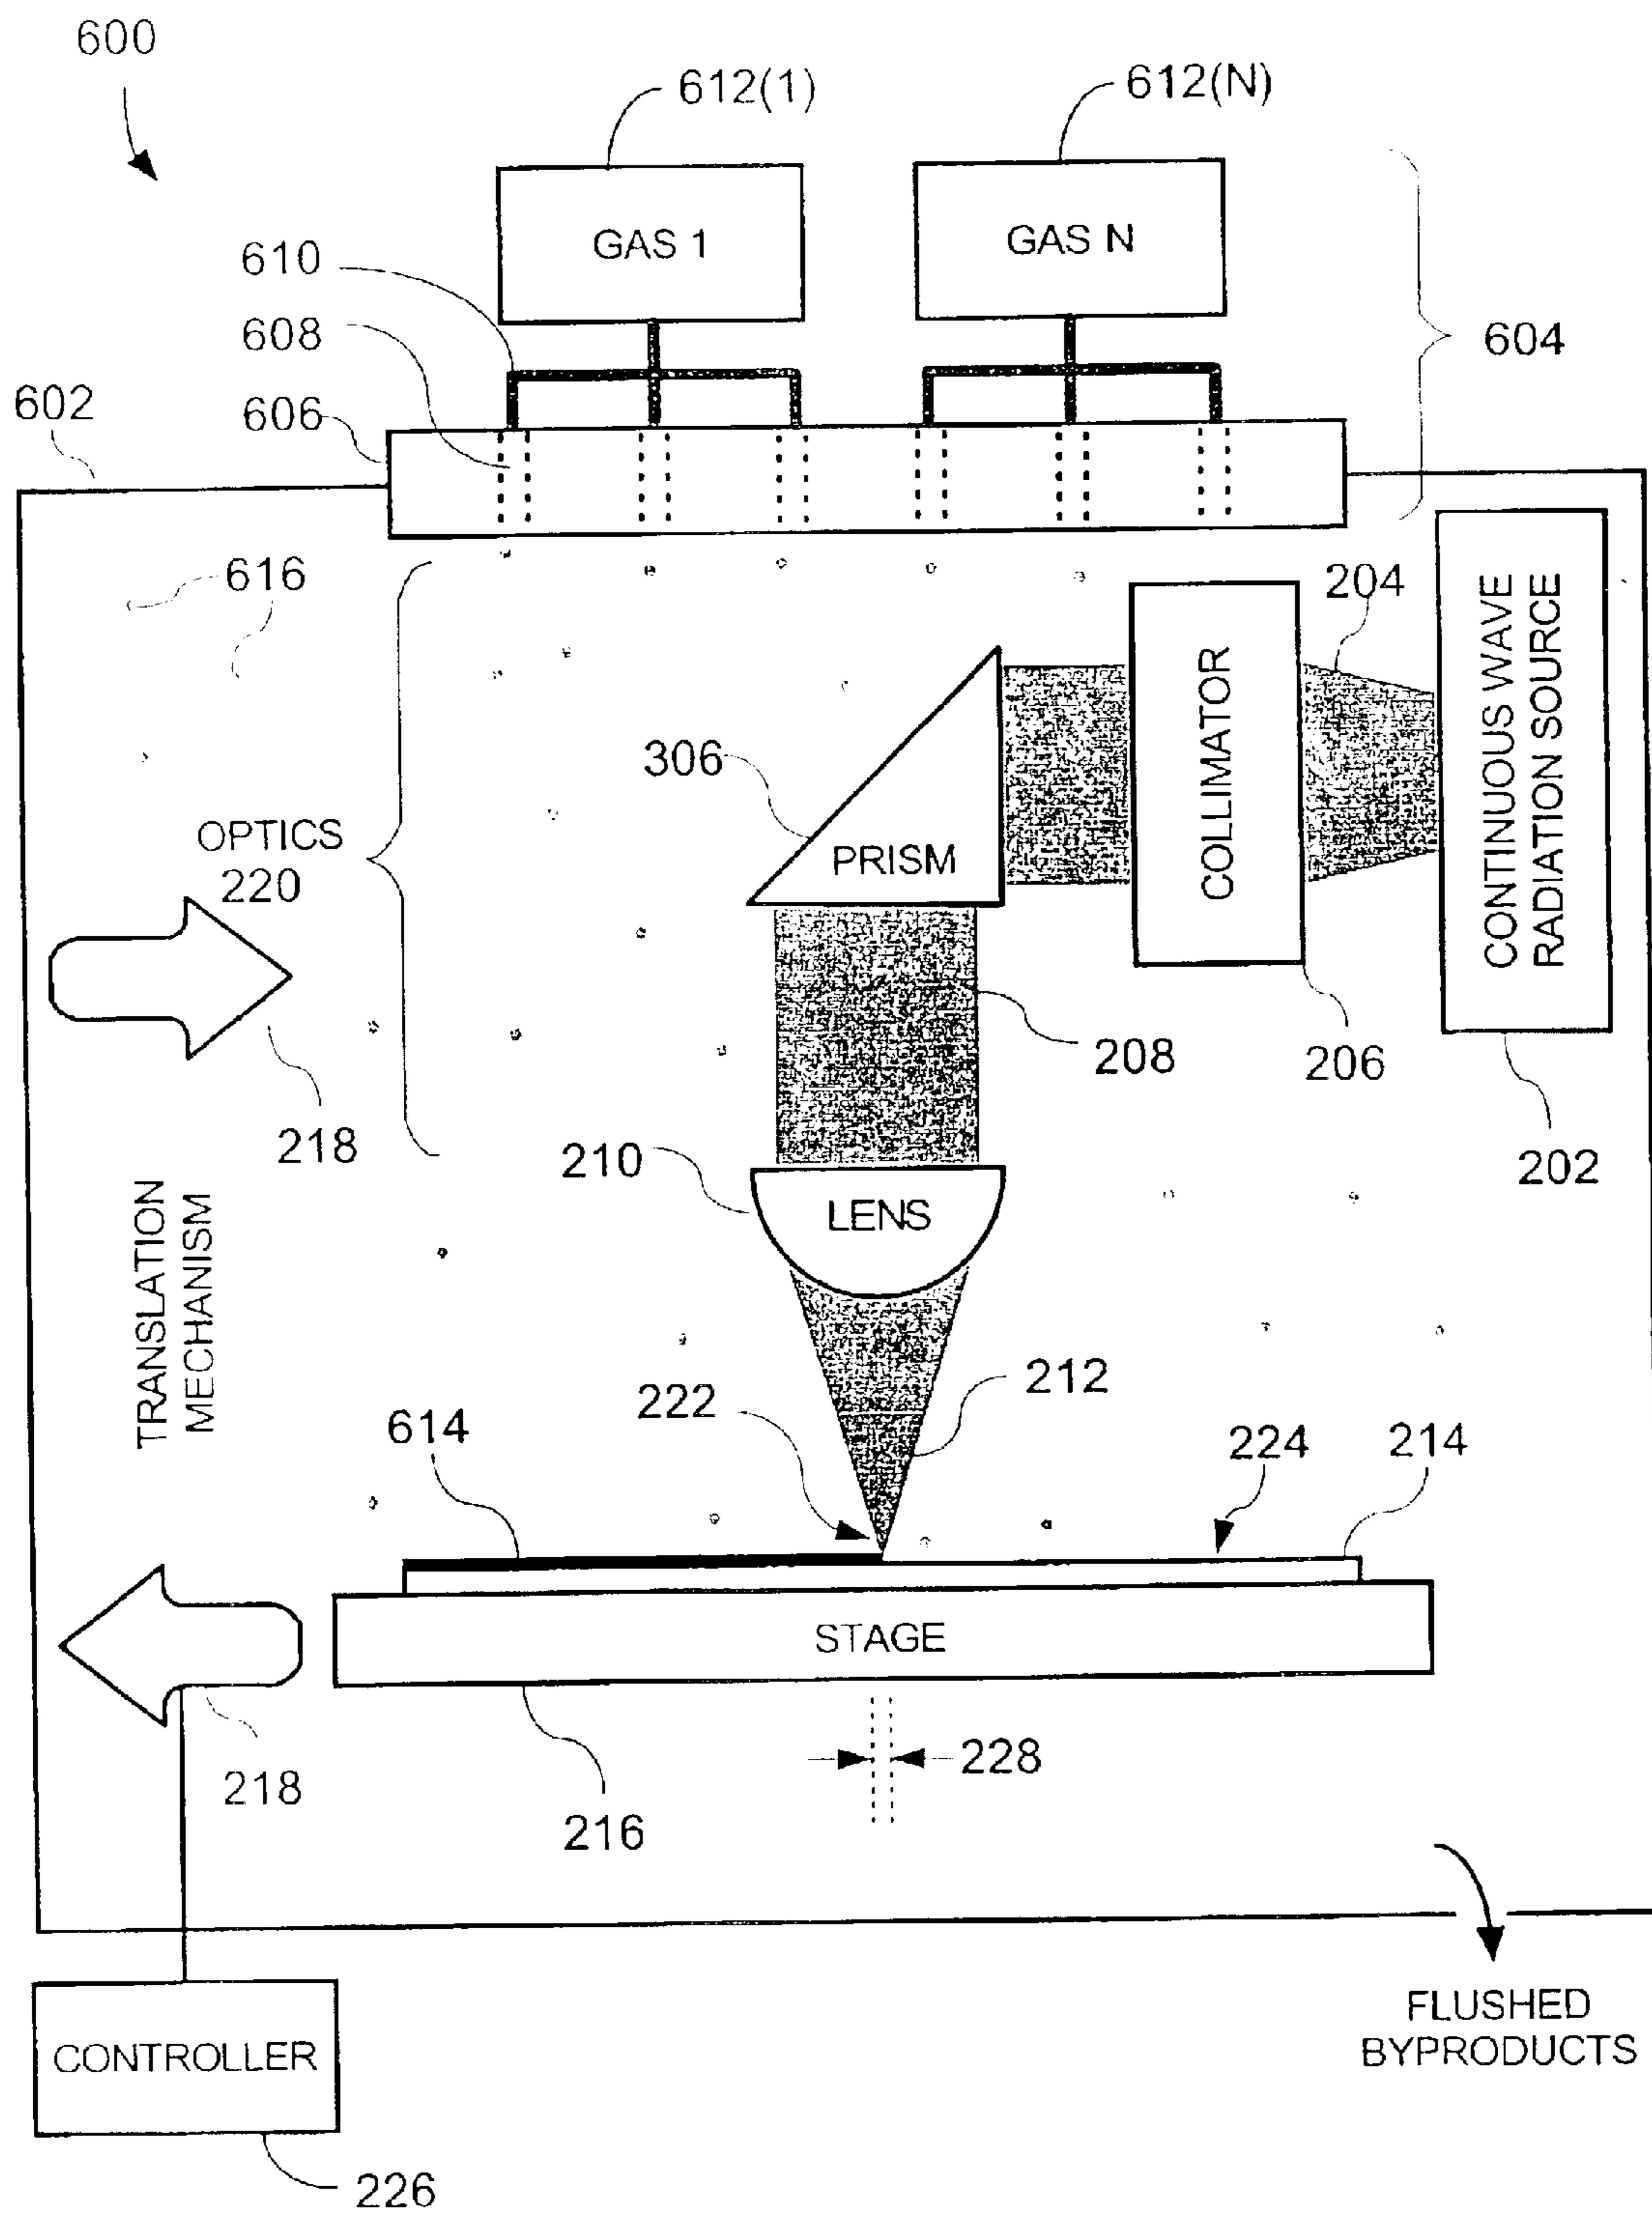 600
612(1)
612(N)
GAS 1
GAS N
610
608
604
602
606
616
204
CONTINUOUS WAVE
RADIATION SOURCE
COLLIMATOR
306
PRISM
OPTICS
220
208
206
218
210
202
LENS
TRANSLATION
MECHANISM
212
222
614
224
214
STAGE
228
218
216
FLUSHED
BYPRODUCTS
CONTROLLER
226